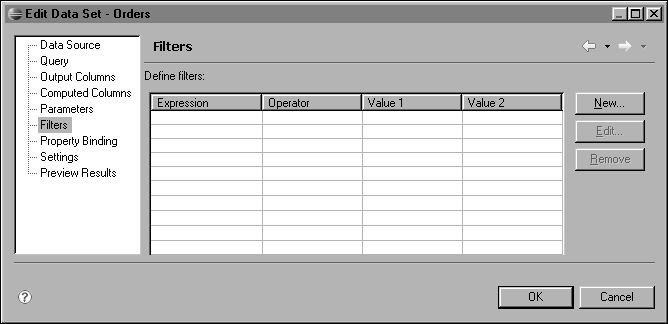 Edit Data Set - Orders
Data Source
Query
Output Columns
Computed Columns
Parameters
Filters
Property Binding
Settings
Preview Results
Filters
Define filters:
Expression Operator Value 1 Value 2
New...
Edit...
Remove
?
OK Cancel